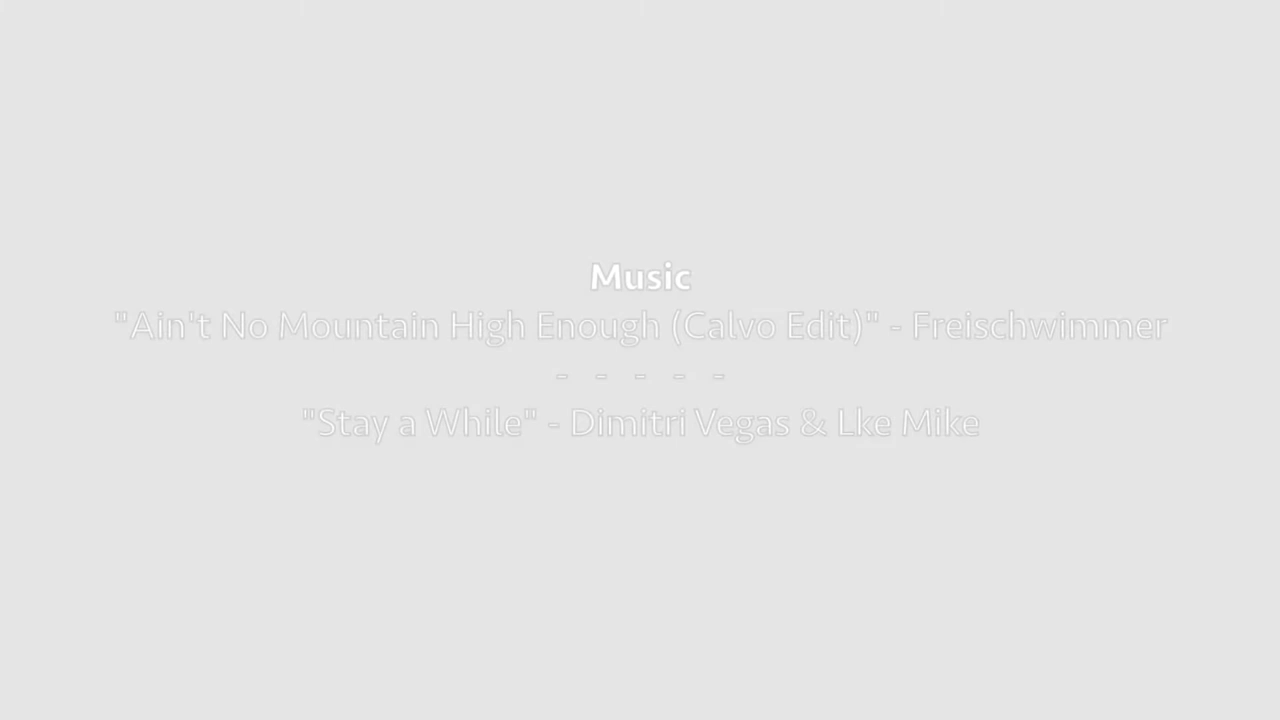 Music
"Ain't No Mountain High Enough (Calvo Edit)" - Freischwimmer
- - - - -
"Stay a While" - Dimitri Vegas & Lke Mike